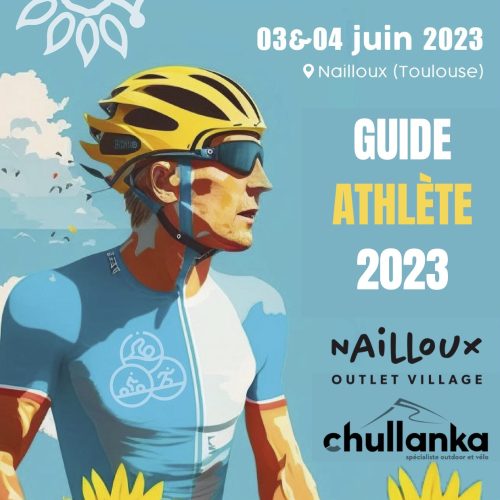 03&04 juin 2023
Nailloux (Toulouse)
GUIDE
ATHLÈTE
2023
NAILLOUX
OUTLET VILLAGE
chullanka
spécialiste outdoor et vélo